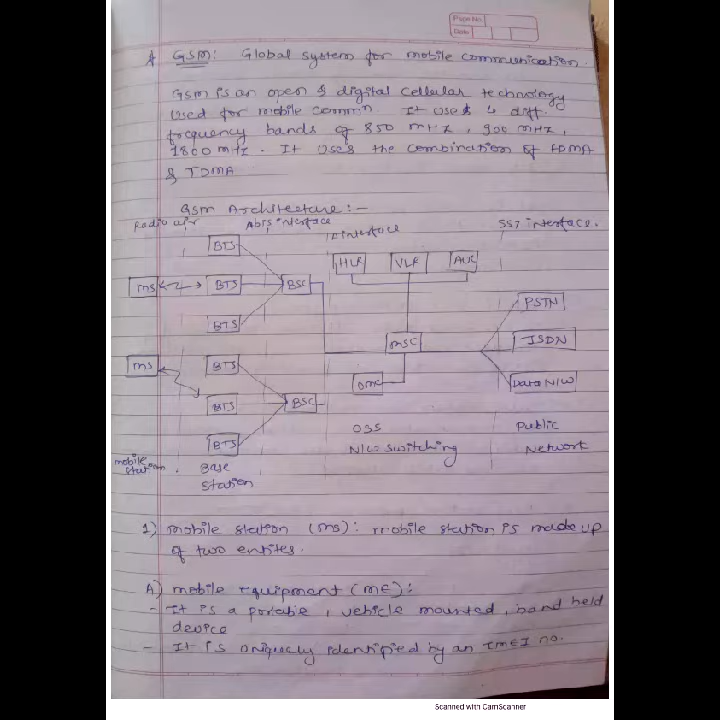 Page No.
Date
GSM: Global system for mobile communication.
GSM is an open & digital cellular technology
used for mobile commn. It uses 4 diff.
frequency bands of 850 MHz, 900 MHz,
1800 MHz. It uses the combination of FDMA
& TDMA
GSM Architecture:-
Radio air Abis interface interface SS7 interface.
BTS HLR VLR AUC
MS BTS BSC PSTN
BTS MSC ISDN
MS BTS OMC Data N/W
BTS BSC
BTS OSS Public
N/W switching Network
mobile station. Base
station
1) mobile station (MS): mobile station is made up
of two entites.
A) mobile equipment (ME):
- It is a portable, vehicle mounted, hand held
device
- It is uniquely identified by an IMEI no.
Scanned with CamScanner